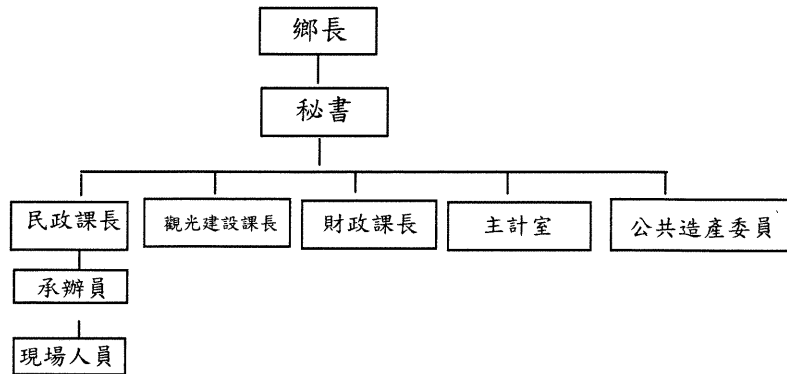 鄉長
秘書
民政課長
觀光建設課長
財政課長
主計室
公共造產委員
承辦員
現場人員